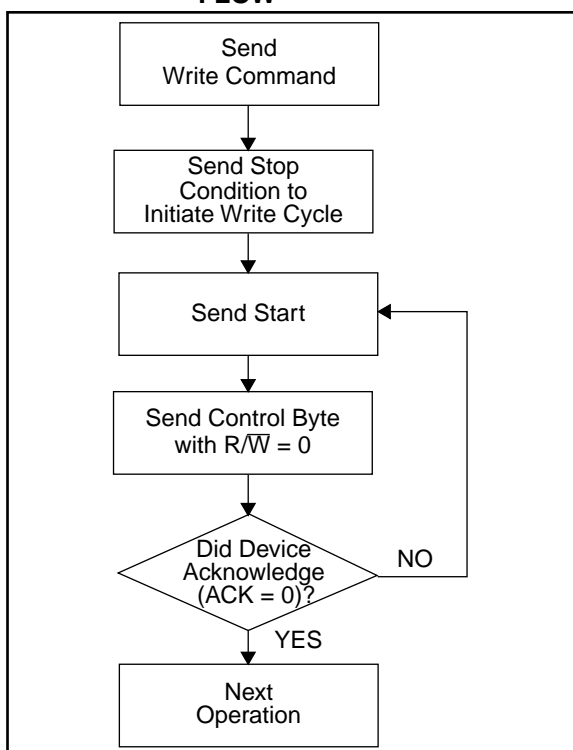 Send
Write Command
Send Stop
Condition to
Initiate Write Cycle
Send Start
Send Control Byte
with R/W̅ = 0
Did Device
Acknowledge
(ACK = 0)?
NO
YES
Next
Operation